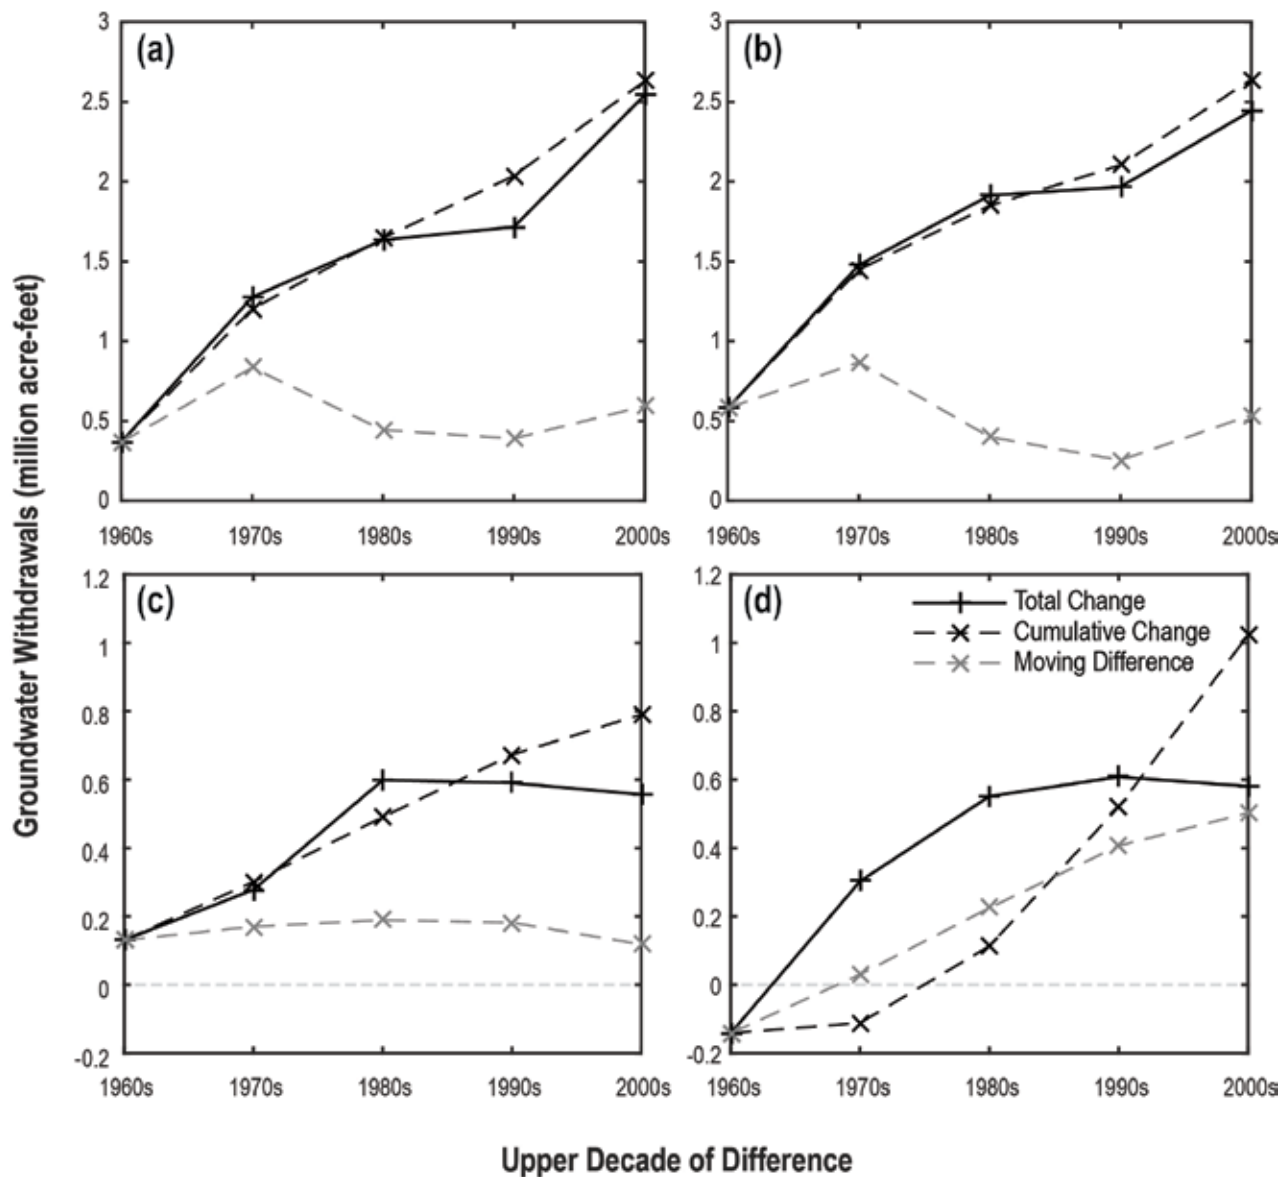 (a)
3
2.5
2
1.5
1
0.5
0
1960s 1970s 1980s 1990s 2000s
(b)
3
2.5
2
1.5
1
0.5
0
1960s 1970s 1980s 1990s 2000s
Groundwater Withdrawals (million acre-feet)
(c)
1.2
1
0.8
0.6
0.4
0.2
0
-0.2
1960s 1970s 1980s 1990s 2000s
(d)
Total Change
Cumulative Change
Moving Difference
1.2
1
0.8
0.6
0.4
0.2
0
-0.2
1960s 1970s 1980s 1990s 2000s
Upper Decade of Difference